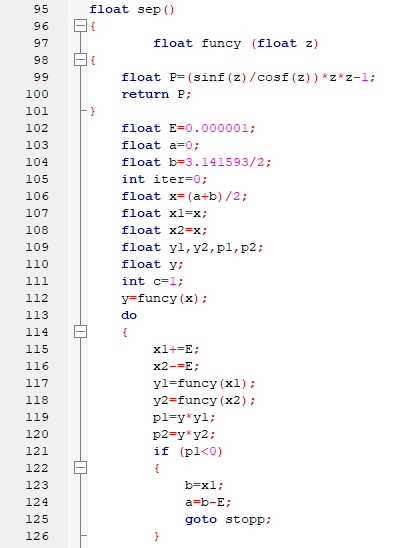 95 float sep()
96 {
97 float funcy (float z)
98 {
99 float P=(sinf(z)/cosf(z))*z*z-1;
100 return P;
101 }
102 float E=0.000001;
103 float a=0;
104 float b=3.141593/2;
105 int iter=0;
106 float x=(a+b)/2;
107 float x1=x;
108 float x2=x;
109 float y1,y2,p1,p2;
110 float y;
111 int c=1;
112 y=funcy(x);
113 do
114 {
115 x1+=E;
116 x2-=E;
117 y1=funcy(x1);
118 y2=funcy(x2);
119 p1=y*y1;
120 p2=y*y2;
121 if (p1<0)
122 {
123 b=x1;
124 a=b-E;
125 goto stopp;
126 }